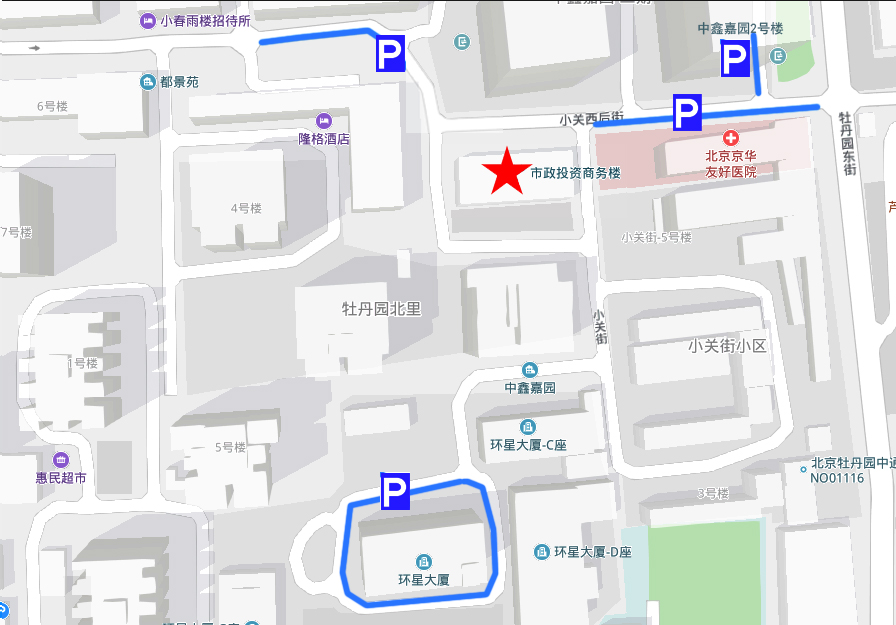 小春雨楼招待所
中鑫嘉园2号楼
P
P
都景苑
6号楼
P
小关西后街
隆格酒店
牡丹园东街
北京京华
友好医院
市政投资商务楼
4号楼
7号楼
小关街-5号楼
牡丹园北里
小关街
小关街小区
1号楼
中鑫嘉园
环星大厦-C座
5号楼
惠民超市
北京牡丹园中
NO01116
P
3号楼
环星大厦-D座
环星大厦